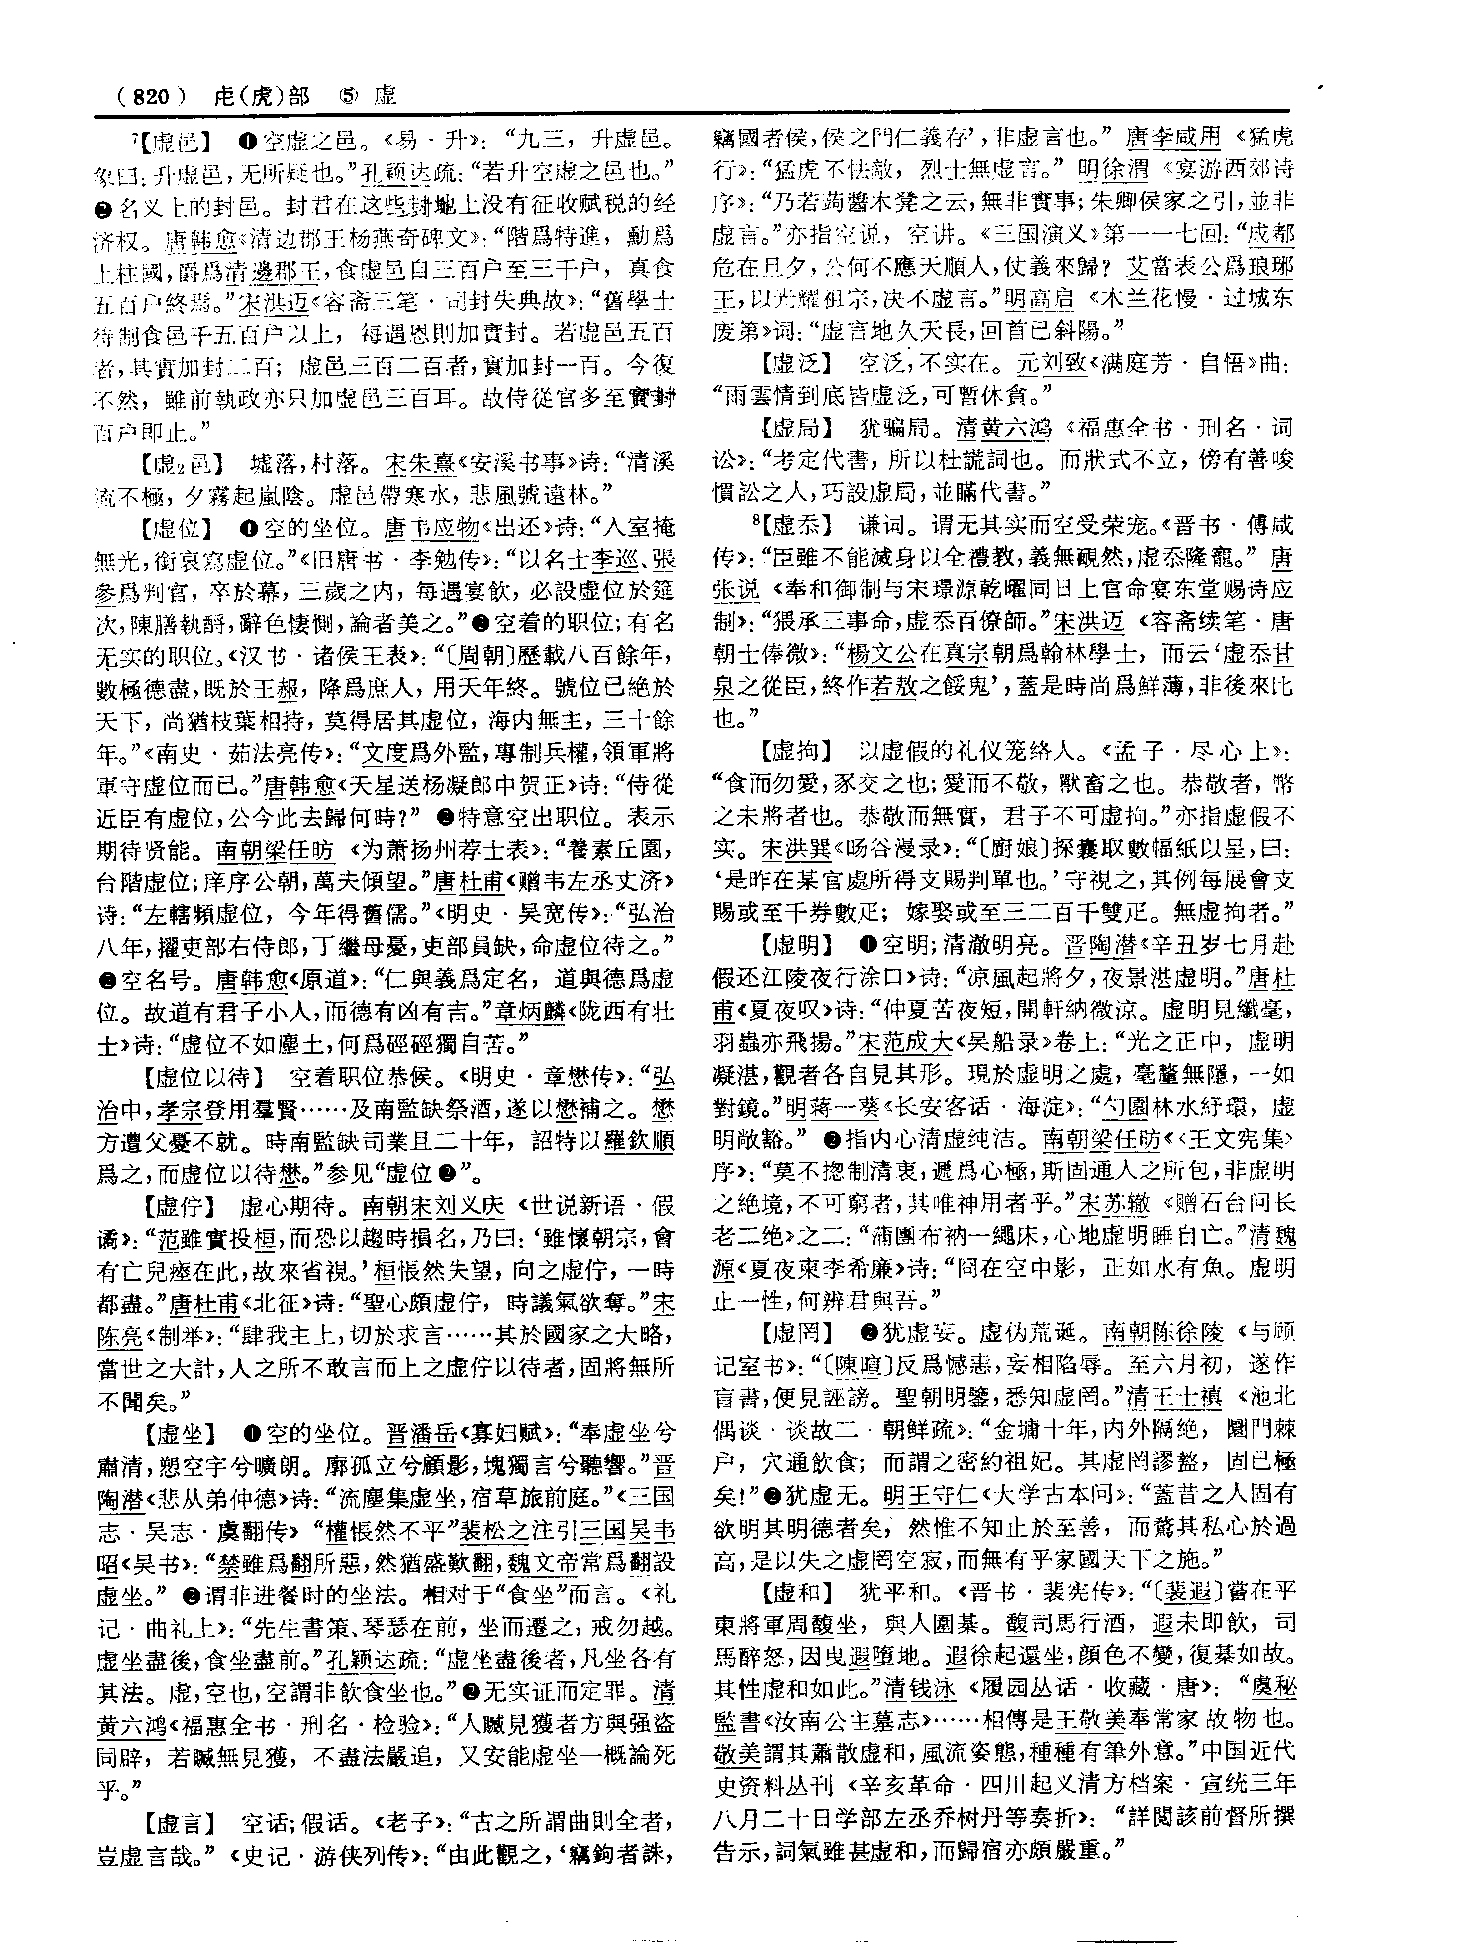 （820） 虍（虎）部 ⑤ 虚
⁷【虚邑】 ❶空虚之邑。《易·升》：“九三，升虚邑。
象曰：升虚邑，无所疑也。”孔颖达疏：“若升空虚之邑也。”
❷名义上的封邑。封君在这些封地上没有征收赋税的经
济权。唐韩愈《清边郡王杨燕奇碑文》：“階爲特進，勳爲
上柱國，爵爲清邊郡王，食虚邑自三百户至三千户，真食
五百户終焉。”宋洪迈《容斋三笔·司封失典故》：“舊學士
待制食邑千五百户以上，每遇恩則加實封。若虚邑五百
者，其實加封二百；虚邑三百二百者，實加封一百。今復
不然，雖前執政亦只加虚邑三百耳。故侍從官多至實封
百户即止。”
【虚₂邑】 墟落，村落。宋朱熹《安溪书事》诗：“清溪
流不極，夕霧起嵐陰。虚邑帶寒水，悲風號遠林。”
【虚位】 ❶空的坐位。唐韦应物《出还》诗：“入室掩
無光，銜哀寫虚位。”《旧唐书·李勉传》：“以名士李巡、張
參爲判官，卒於幕，三歲之内，每遇宴飲，必設虚位於筵
次，陳膳執酹，辭色悽惻，論者美之。”❷空着的职位；有名
无实的职位。《汉书·诸侯王表》：“〔周朝〕歷載八百餘年，
數極德盡，既於王赧，降爲庶人，用天年終。號位已絶於
天下，尚猶枝葉相持，莫得居其虚位，海内無主，三十餘
年。”《南史·茹法亮传》：“文度爲外監，專制兵權，領軍將
軍守虚位而已。”唐韩愈《天星送杨凝郎中贺正》诗：“侍從
近臣有虚位，公今此去歸何時？” ❸特意空出职位。表示
期待贤能。南朝梁任昉《为萧扬州荐士表》：“養素丘園，
台階虚位；庠序公朝，萬夫傾望。”唐杜甫《赠韦左丞丈济》
诗：“左轄頻虚位，今年得舊儒。”《明史·吴宽传》：“弘治
八年，擢吏部右侍郎，丁繼母憂，吏部員缺，命虚位待之。”
❹空名号。唐韩愈《原道》：“仁與義爲定名，道與德爲虚
位。故道有君子小人，而德有凶有吉。”章炳麟《陇西有壮
士》诗：“虚位不如塵土，何爲硜硜獨自苦。”
【虚位以待】 空着职位恭候。《明史·章懋传》：“弘
治中，孝宗登用羣賢……及南監缺祭酒，遂以懋補之。懋
方遭父憂不就。時南監缺司業且二十年，詔特以羅欽順
爲之，而虚位以待懋。”参见“虚位❸”。
【虚佇】 虚心期待。南朝宋刘义庆《世说新语·假
谲》：“范雖實投桓，而恐以趨時損名，乃曰：‘雖懷朝宗，會
有亡兒瘞在此，故來省視。’桓悵然失望，向之虚佇，一時
都盡。”唐杜甫《北征》诗：“聖心頗虚佇，時議氣欲奪。”宋
陈亮《制举》：“肆我主上，切於求言……其於國家之大略，
當世之大計，人之所不敢言而上之虚佇以待者，固將無所
不聞矣。”
【虚坐】 ❶空的坐位。晋潘岳《寡妇赋》：“奉虚坐兮
肅清，愬空宇兮曠朗。廓孤立兮顧影，塊獨言兮聽響。”晋
陶潜《悲从弟仲德》诗：“流塵集虚坐，宿草旅前庭。”《三国
志·吴志·虞翻传》“權悵然不平”裴松之注引三国吴韦
昭《吴书》：“禁雖爲翻所惡，然猶盛歎翻，魏文帝常爲翻設
虚坐。” ❷谓非进餐时的坐法。相对于“食坐”而言。《礼
记·曲礼上》：“先生書策、琴瑟在前，坐而遷之，戒勿越。
虚坐盡後，食坐盡前。”孔颖达疏：“虚坐盡後者，凡坐各有
其法。虚，空也，空謂非飲食坐也。”❸无实证而定罪。清
黄六鸿《福惠全书·刑名·检验》：“人贜見獲者方與强盗
同辟，若贜無見獲，不盡法嚴追，又安能虚坐一概論死
乎。”
【虚言】 空话；假话。《老子》：“古之所謂曲則全者，
豈虚言哉。”《史记·游侠列传》：“由此觀之，‘竊鉤者誅，
竊國者侯，侯之門仁義存’，非虚言也。” 唐李咸用《猛虎
行》：“猛虎不怯敵，烈士無虚言。” 明徐渭《宴游西郊诗
序》：“乃若蒟醬木凳之云，無非實事；朱卿侯家之引，並非
虚言。”亦指空说，空讲。《三国演义》第一一七回：“成都
危在旦夕，公何不應天順人，仗義來歸？艾當表公爲琅琊
王，以光耀祖宗，决不虚言。”明高启《木兰花慢·过城东
废第》词：“虚言地久天長，回首已斜陽。”
【虚泛】 空泛，不实在。元刘致《满庭芳·自悟》曲：
“雨雲情到底皆虚泛，可暫休貪。”
【虚局】 犹骗局。清黄六鸿《福惠全书·刑名·词
讼》：“考定代書，所以杜謊詞也。而狀式不立，傍有善唆
慣訟之人，巧設虚局，並瞞代書。”
⁸【虚忝】 谦词。谓无其实而空受荣宠。《晋书·傅咸
传》：“臣雖不能滅身以全禮教，義無靦然，虚忝隆寵。” 唐
张说《奉和御制与宋璟源乾曜同日上官命宴东堂赐诗应
制》：“猥承三事命，虚忝百僚師。”宋洪迈《容斋续笔·唐
朝士俸微》：“楊文公在真宗朝爲翰林學士，而云‘虚忝甘
泉之從臣，終作若敖之餒鬼’，蓋是時尚爲鮮薄，非後來比
也。”
【虚拘】 以虚假的礼仪笼络人。《孟子·尽心上》：
“食而勿愛，豕交之也；愛而不敬，獸畜之也。恭敬者，幣
之未將者也。恭敬而無實，君子不可虚拘。”亦指虚假不
实。宋洪巽《旸谷漫录》：“〔廚娘〕探囊取數幅紙以呈，曰：
‘是昨在某官處所得支賜判單也。’守視之，其例每展會支
賜或至千券數疋；嫁娶或至三二百千雙疋。無虚拘者。”
【虚明】 ❶空明；清澈明亮。晋陶潜《辛丑岁七月赴
假还江陵夜行涂口》诗：“凉風起將夕，夜景湛虚明。”唐杜
甫《夏夜叹》诗：“仲夏苦夜短，開軒納微涼。虚明見纖毫，
羽蟲亦飛揚。”宋范成大《吴船录》卷上：“光之正中，虚明
凝湛，觀者各自見其形。現於虚明之處，毫釐無隱，一如
對鏡。”明蒋一葵《长安客话·海淀》：“勺園林水紆環，虚
明敞豁。” ❷指内心清虚纯洁。南朝梁任昉《〈王文宪集〉
序》：“莫不揔制清衷，遞爲心極，斯固通人之所包，非虚明
之絶境，不可窮者，其唯神用者乎。”宋苏辙《赠石台问长
老二绝》之二：“蒲團布衲一繩床，心地虚明睡自亡。”清魏
源《夏夜柬李希廉》诗：“同在空中影，正如水有魚。虚明
止一性，何辨君與吾。”
【虚罔】 ❶犹虚妄。虚伪荒诞。南朝陈徐陵《与顾
记室书》：“〔陳暄〕反爲憾恚，妄相陷辱。至六月初，遂作
盲書，便見誣謗。聖朝明鑒，悉知虚罔。”清王士禛《池北
偶谈·谈故二·朝鲜疏》：“金墉十年，内外隔絶，圜門棘
户，穴通飲食；而謂之密約祖妃。其虚罔謬盭，固已極
矣！”❷犹虚无。明王守仁《大学古本问》：“蓋昔之人固有
欲明其明德者矣，然惟不知止於至善，而騖其私心於過
高，是以失之虚罔空寂，而無有乎家國天下之施。”
【虚和】 犹平和。《晋书·裴宪传》：“〔裴遐〕嘗在平
東將軍周馥坐，與人圍棊。馥司馬行酒，遐未即飲，司
馬醉怒，因曳遐墮地。遐徐起還坐，顔色不變，復棊如故。
其性虚和如此。”清钱泳《履园丛话·收藏·唐》：“虞秘
監書《汝南公主墓志》……相傳是王敬美奉常家故物也。
敬美謂其蕭散虚和，風流姿態，種種有筆外意。”中国近代
史资料丛刊《辛亥革命·四川起义清方档案·宣统三年
八月二十日学部左丞乔树丹等奏折》：“詳閲該前督所撰
告示，詞氣雖甚虚和，而歸宿亦頗嚴重。”